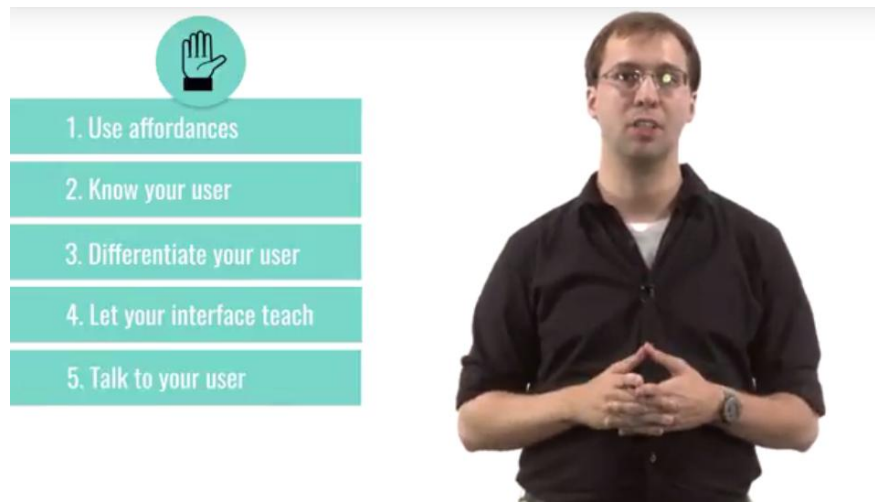 1. Use affordances
2. Know your user
3. Differentiate your user
4. Let your interface teach
5. Talk to your user